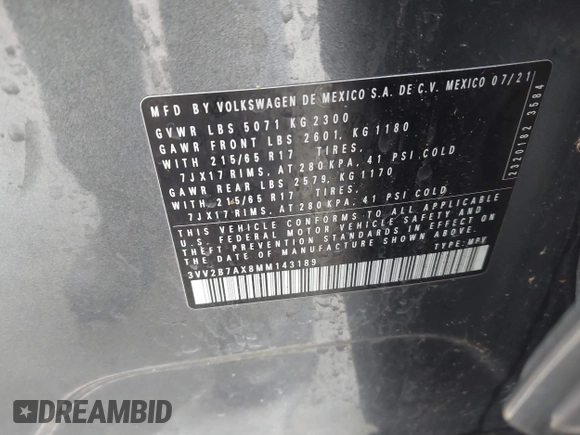 MFD BY VOLKSWAGEN DE MEXICO S.A. DE C.V. MEXICO 07/21
GVWR LBS 5071 KG 2300
GAWR FRONT LBS 2601, KG 1180
WITH 215/65 R17 TIRES,
7JX17 RIMS, AT 280 KPA, 41 PSI COLD
GAWR REAR LBS 2579, KG 1170
WITH 215/65 R17 TIRES,
7JX17 RIMS, AT 280 KPA, 41 PSI COLD
THIS VEHICLE CONFORMS TO ALL APPLICABLE
U.S. FEDERAL MOTOR VEHICLE SAFETY AND
THEFT PREVENTION STANDARDS IN EFFECT ON
THE DATE OF MANUFACTURE SHOWN ABOVE.
3VV2B7AX8MM143189 TYPE: MPV
2320182 3584
DREAMBID